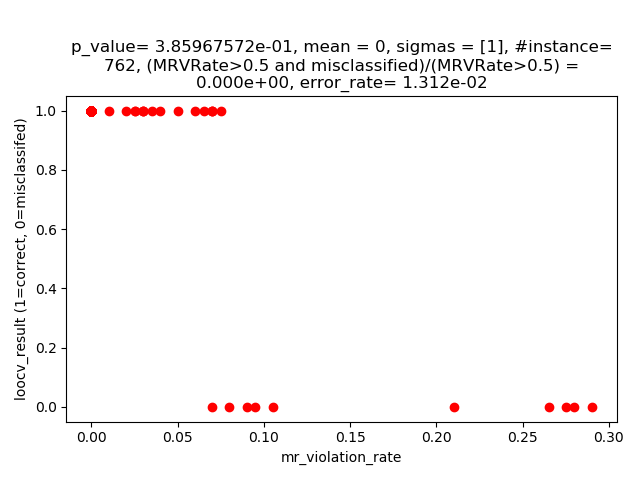 p_value= 3.85967572e-01, mean = 0, sigmas = [1], #instance=
762, (MRVRate>0.5 and misclassified)/(MRVRate>0.5) =
0.000e+00, error_rate= 1.312e-02
loocv_result (1=correct, 0=misclassifed)
1.0
0.8
0.6
0.4
0.2
0.0
0.00 0.05 0.10 0.15 0.20 0.25 0.30
mr_violation_rate